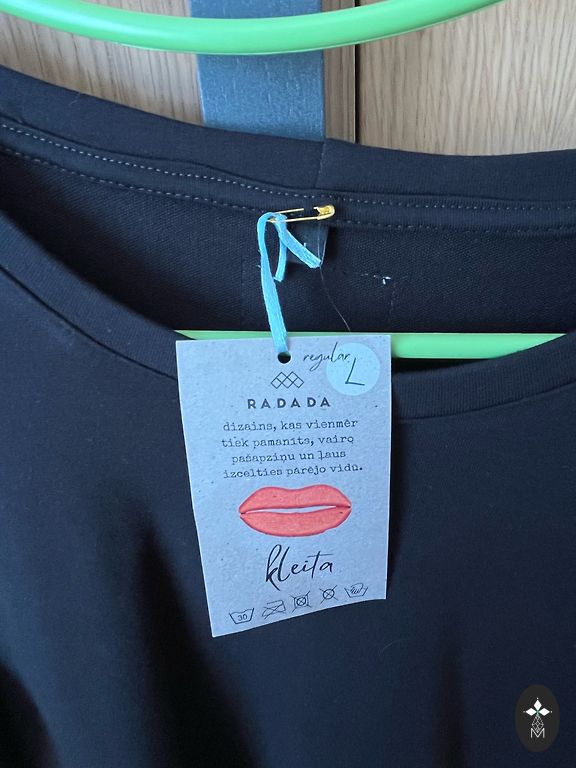 regular
L
RADADA
dizains, kas vienmēr
tiek pamanīts, vairo
pašapziņu un ļaus
izcelties pārējo vidū.
kleita
30
M